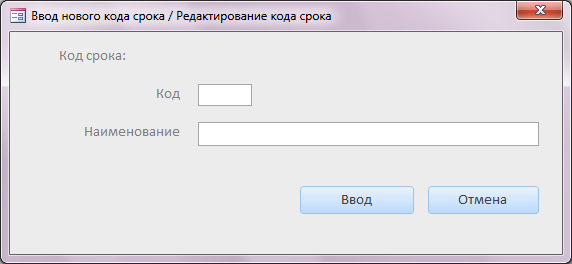 Ввод нового кода срока / Редактирование кода срока
Код срока:
Код
Наименование
Ввод Отмена